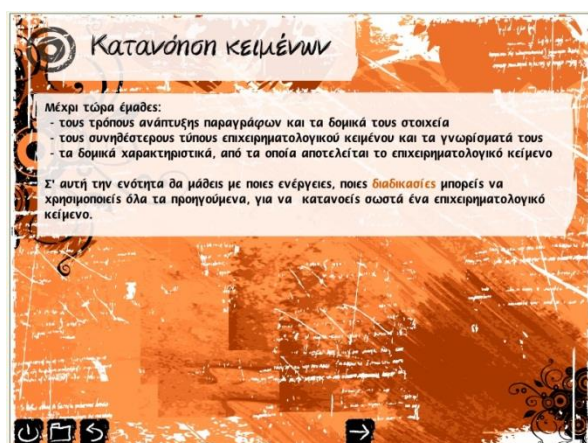 Κατανόηση κειμένων
Μέχρι τώρα έμαθες:
- τους τρόπους ανάπτυξης παραγράφων και τα δομικά τους στοιχεία
- τους συνηθέστερους τύπους επιχειρηματολογικού κειμένου και τα γνωρίσματά τους
- τα δομικά χαρακτηριστικά, από τα οποία αποτελείται το επιχειρηματολογικό κείμενο
Σ' αυτή την ενότητα θα μάθεις με ποιες ενέργειες, ποιες διαδικασίες μπορείς να
χρησιμοποιείς όλα τα προηγούμενα, για να κατανοείς σωστά ένα επιχειρηματολογικό
κείμενο.